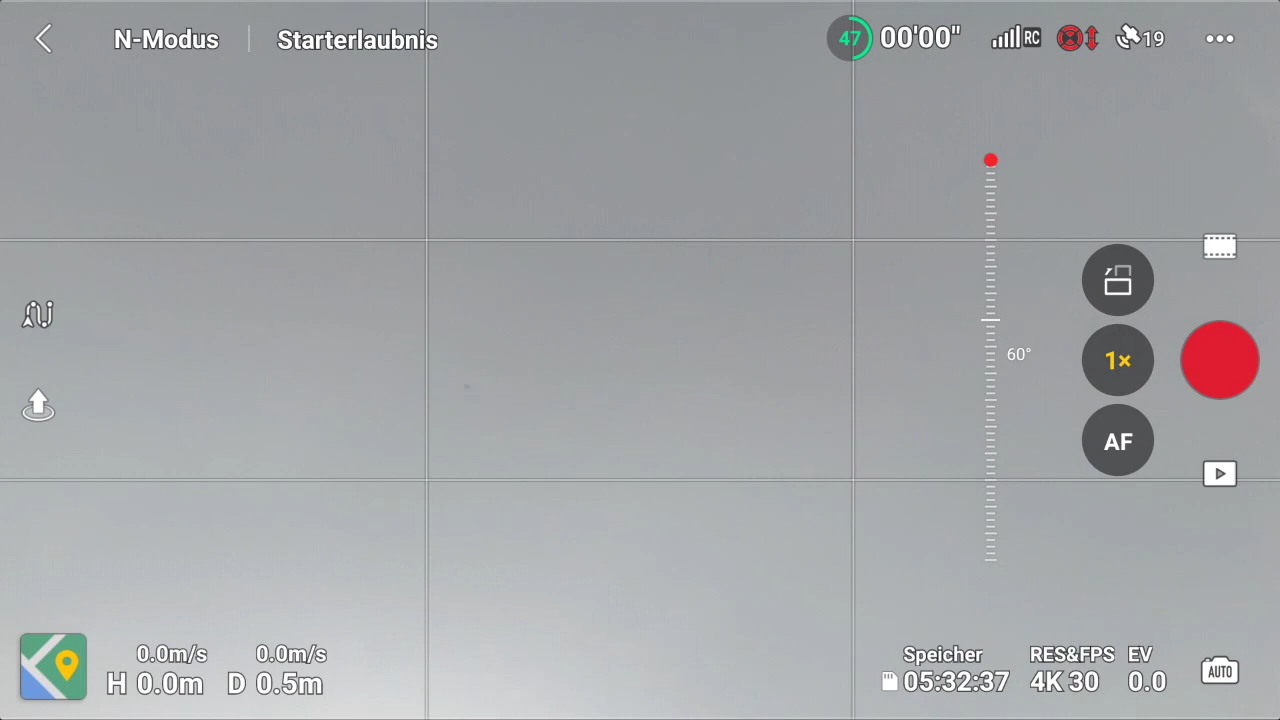 N-Modus
Starterlaubnis
47
00'00"
RC
19
60°
1×
AF
0.0m/s
0.0m/s
H 0.0m
D 0.5m
Speicher
05:32:37
RES&FPS
4K 30
EV
0.0
AUTO